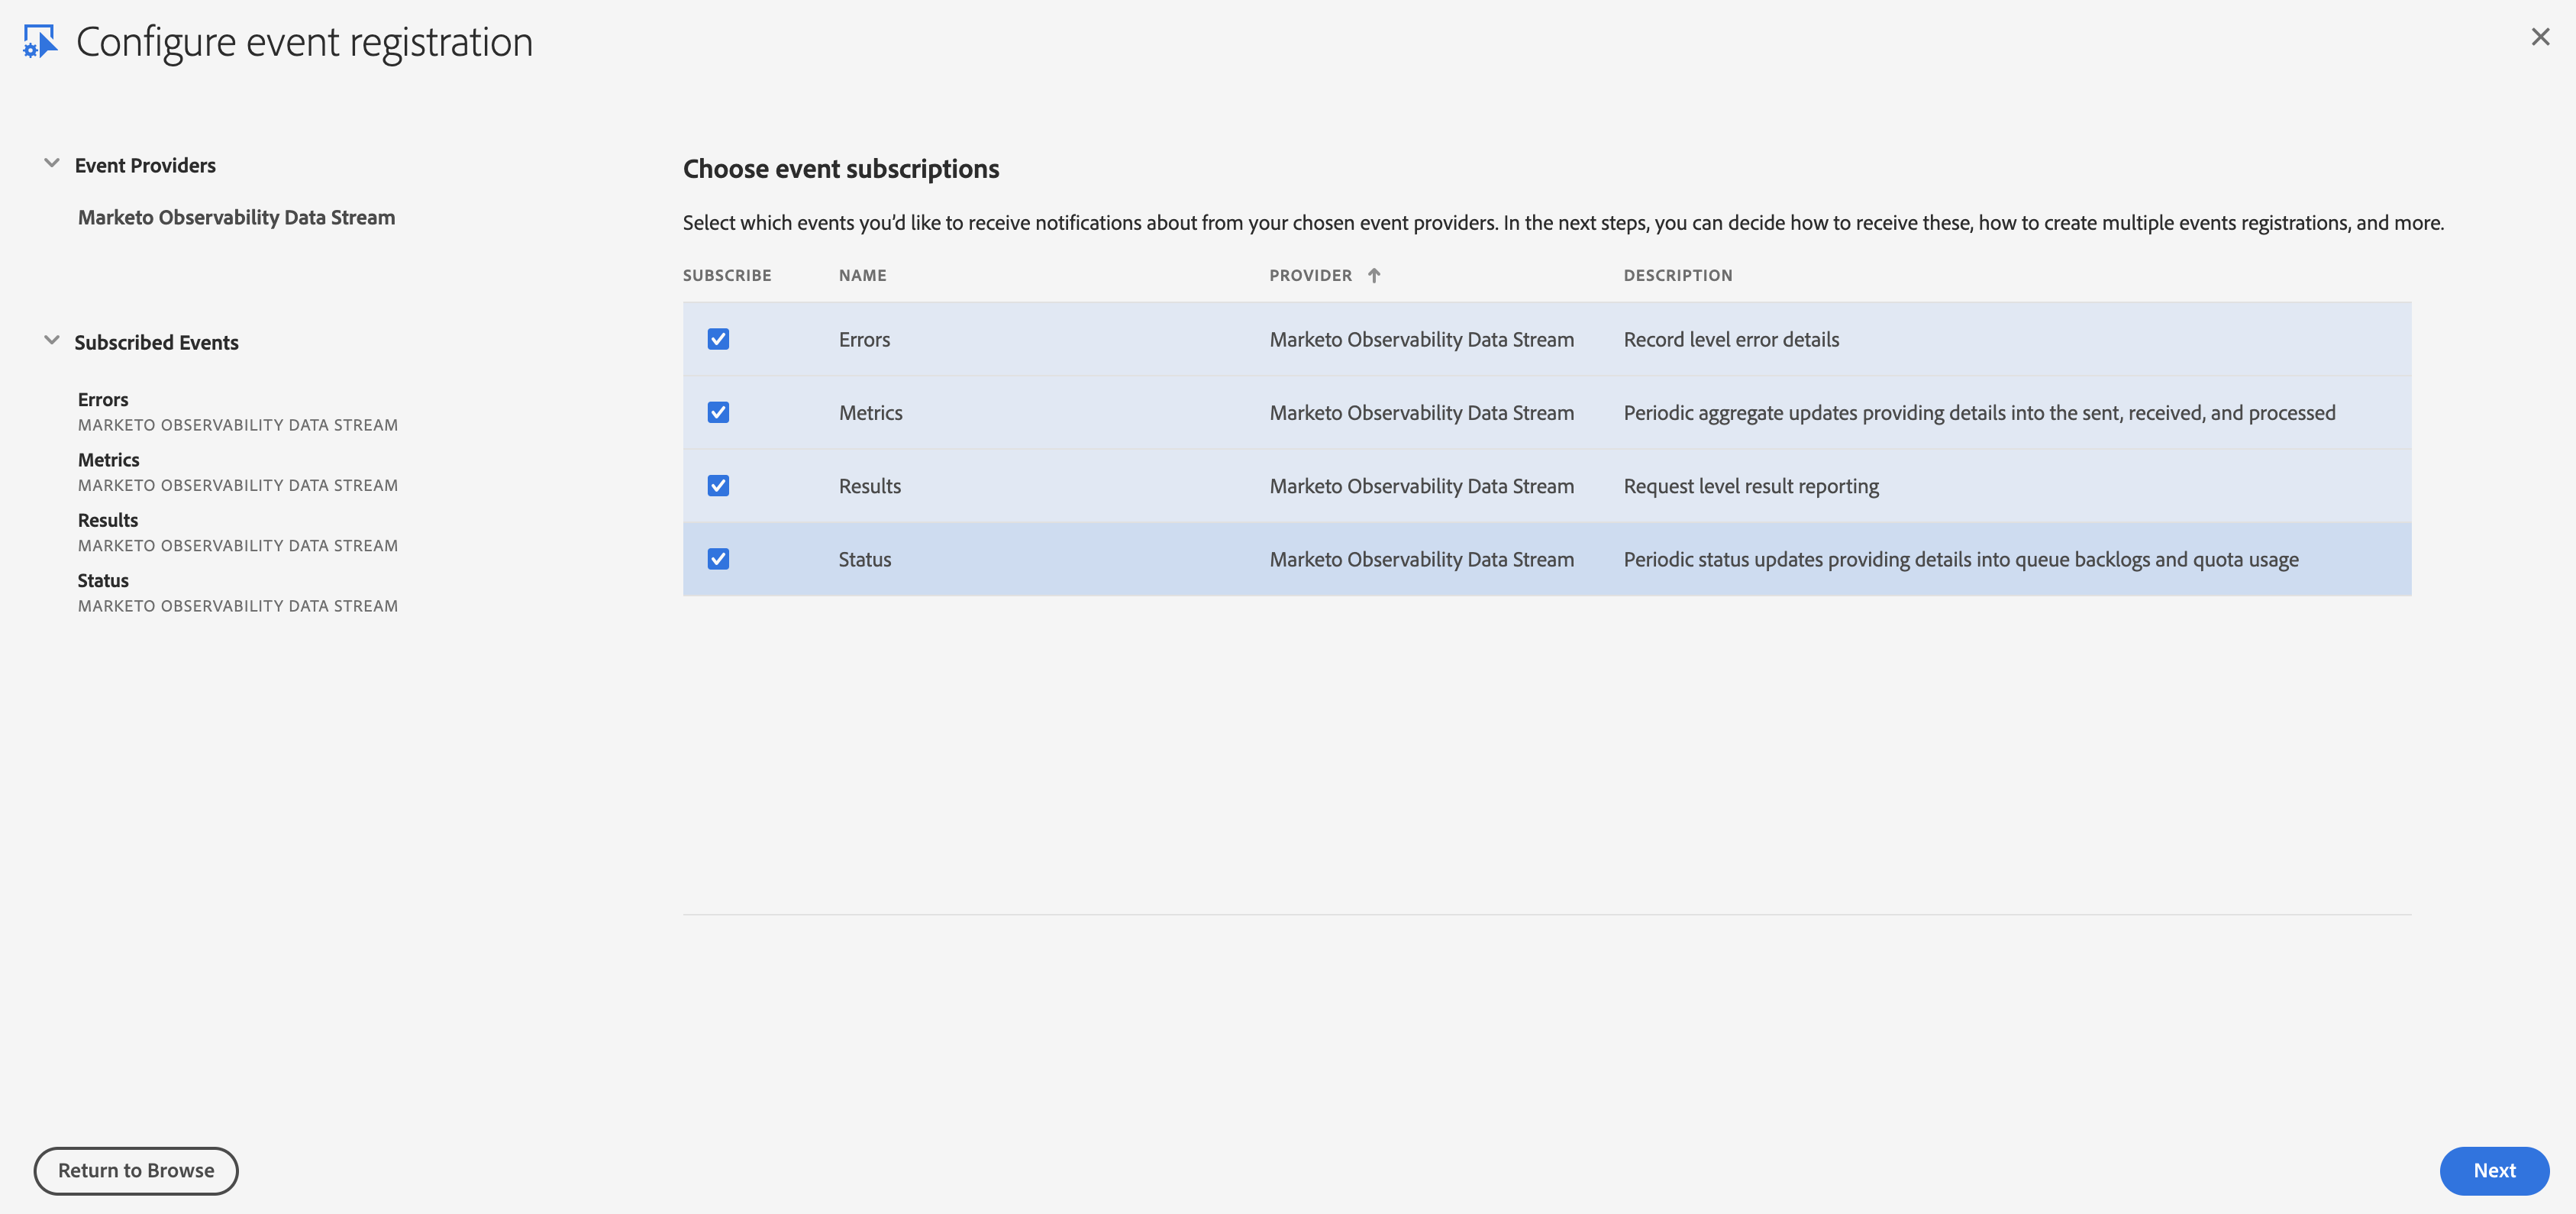 Configure event registration
Event Providers
Marketo Observability Data Stream
Subscribed Events
Errors
MARKETO OBSERVABILITY DATA STREAM
Metrics
MARKETO OBSERVABILITY DATA STREAM
Results
MARKETO OBSERVABILITY DATA STREAM
Status
MARKETO OBSERVABILITY DATA STREAM
Choose event subscriptions
Select which events you’d like to receive notifications about from your chosen event providers. In the next steps, you can decide how to receive these, how to create multiple events registrations, and more.
SUBSCRIBE NAME PROVIDER DESCRIPTION
Errors Marketo Observability Data Stream Record level error details
Metrics Marketo Observability Data Stream Periodic aggregate updates providing details into the sent, received, and processed
Results Marketo Observability Data Stream Request level result reporting
Status Marketo Observability Data Stream Periodic status updates providing details into queue backlogs and quota usage
Return to Browse
Next